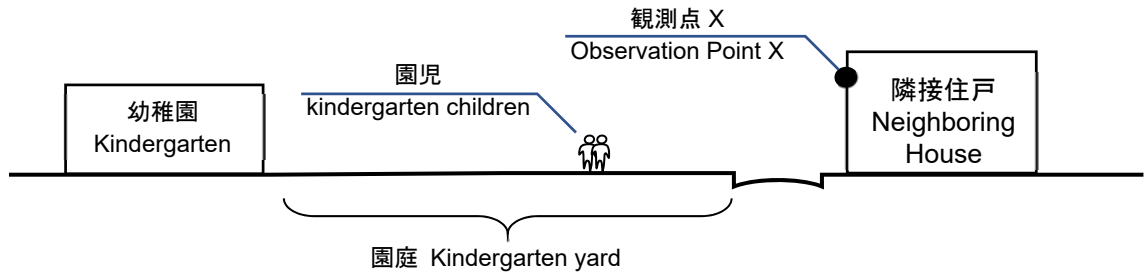 観測点 X
Observation Point X
園児
kindergarten children
幼稚園
Kindergarten
隣接住戸
Neighboring
House
園庭 Kindergarten yard